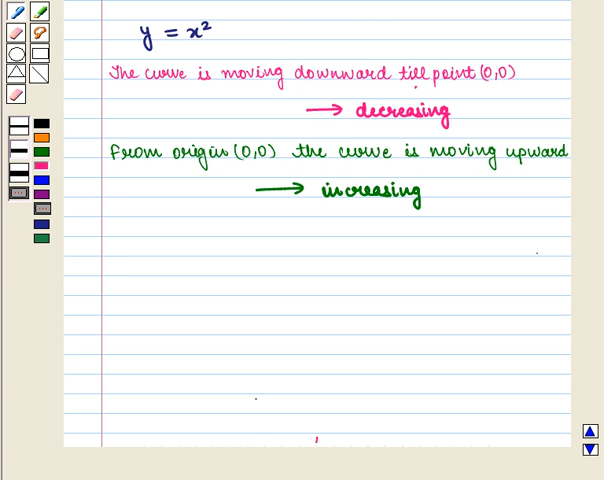 y = x²
The curve is moving downward till point (0,0)
→ decreasing
From origin (0,0) the curve is moving upward
→ increasing